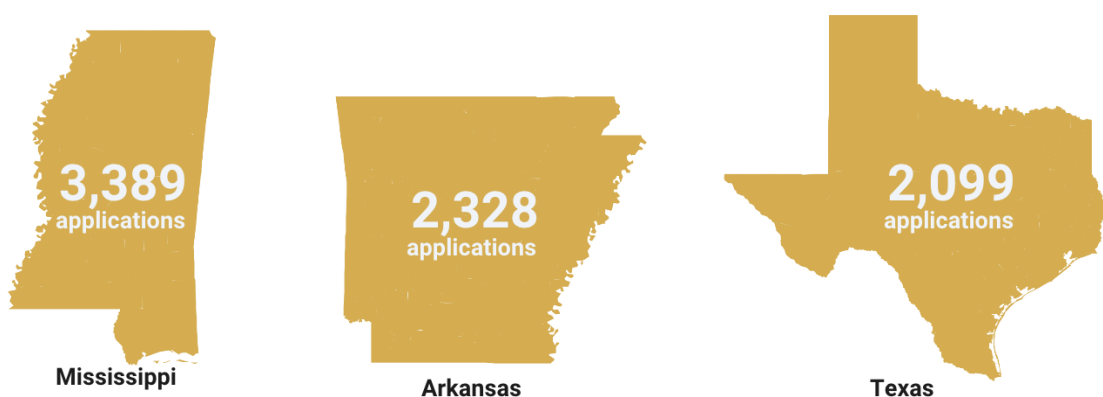 3,389
applications
Mississippi
2,328
applications
Arkansas
2,099
applications
Texas